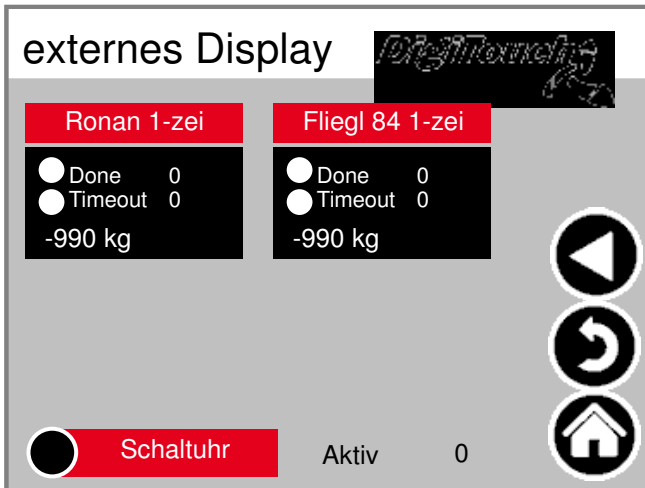 externes Display
DigiTouch
Ronan 1-zei
Fliegl 84 1-zei
Done 0
Timeout 0
-990 kg
Done 0
Timeout 0
-990 kg
Schaltuhr
Aktiv 0